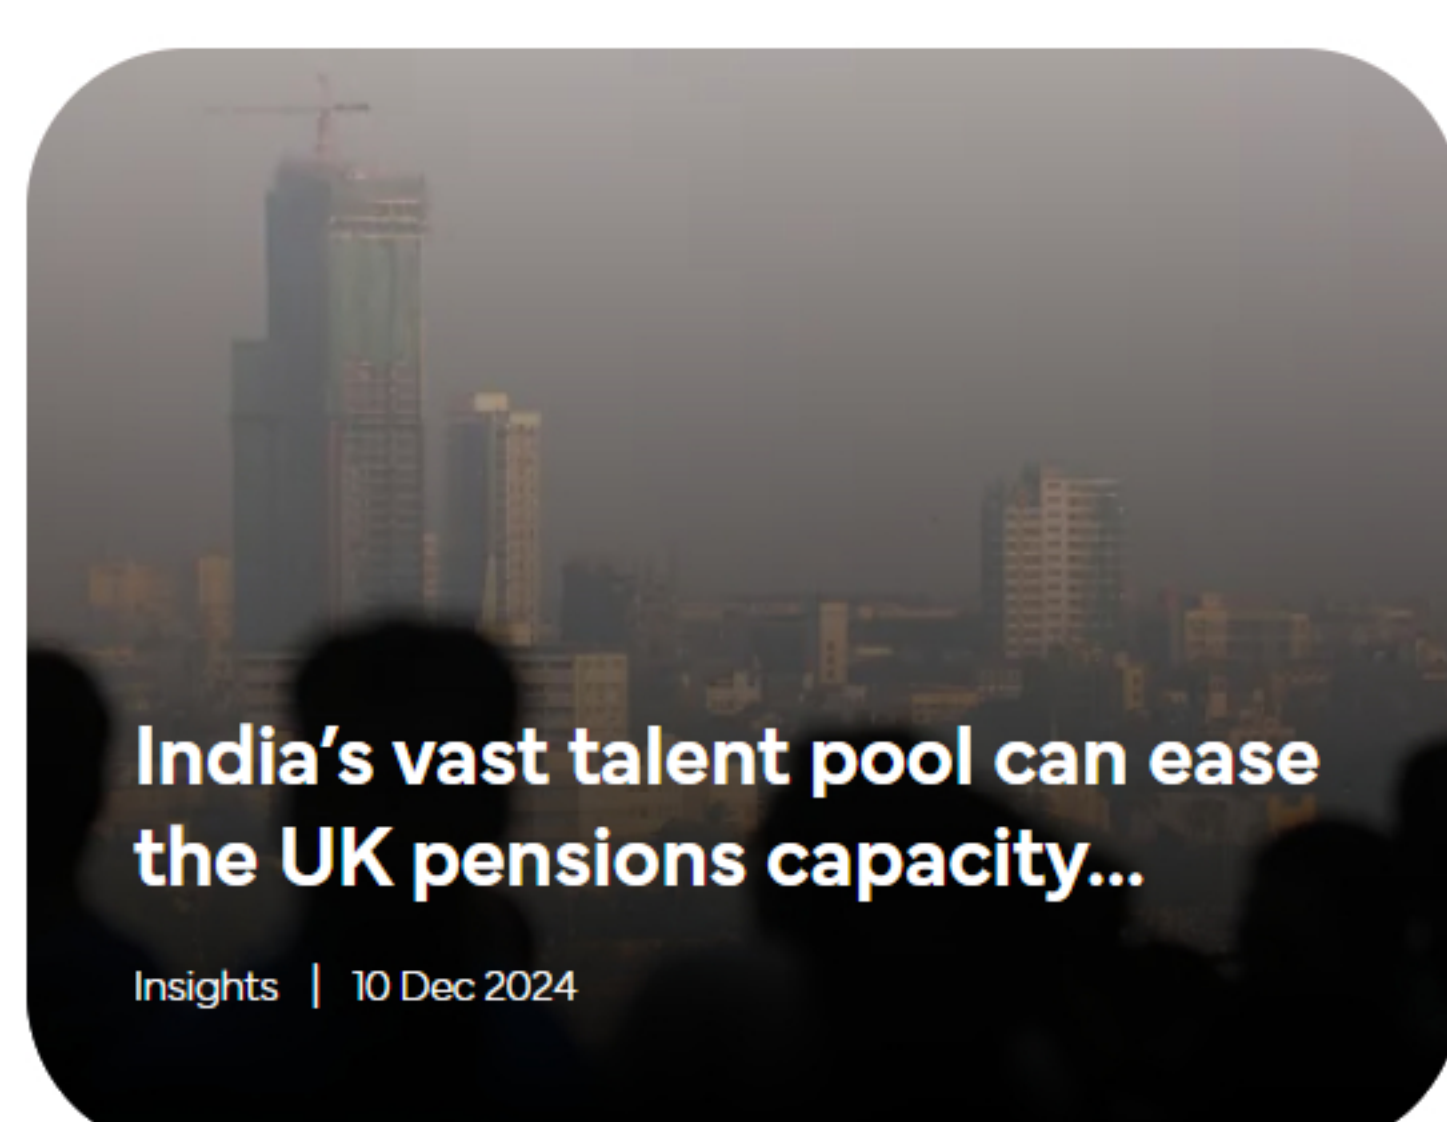 India’s vast talent pool can ease
the UK pensions capacity...
Insights | 10 Dec 2024